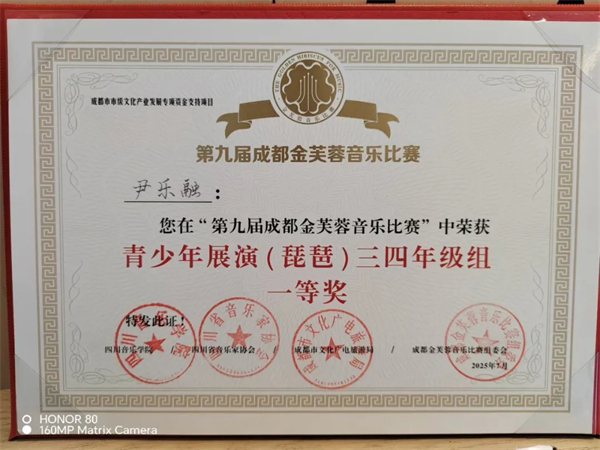 THE GOLDEN HIBISCUS FOR MUSIC
成都市市级文化产业发展专项资金支持项目
第九届成都金芙蓉音乐比赛
尹乐融：
您在“第九届成都金芙蓉音乐比赛”中荣获
青少年展演（琵琶）三四年级组
一等奖
特发此证！
四川音乐学院 / 四川省音乐家协会 / 成都市文化广电旅游局 / 成都金芙蓉音乐比赛组委会
2025年7月
HONOR 80
160MP Matrix Camera